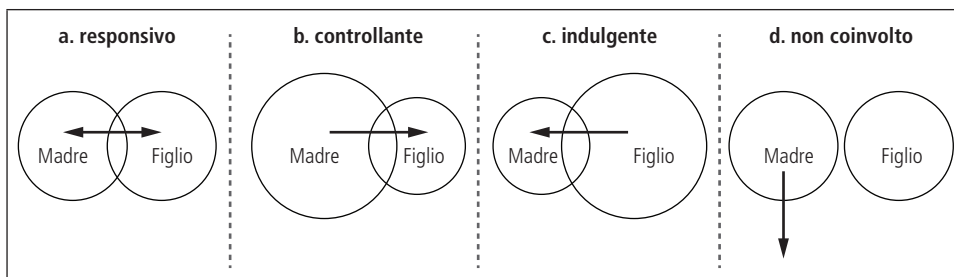 a. responsivo
Madre
Figlio
b. controllante
Madre
Figlio
c. indulgente
Madre
Figlio
d. non coinvolto
Madre
Figlio